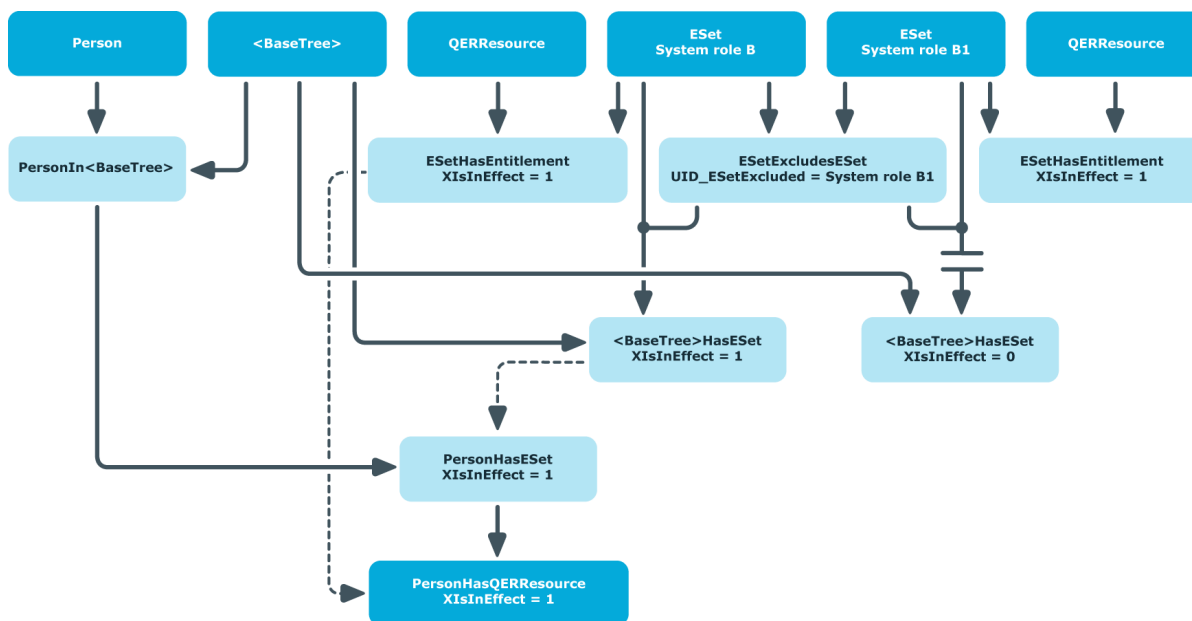 Person
<BaseTree>
QERResource
ESet
System role B
ESet
System role B1
QERResource
PersonIn<BaseTree>
ESetHasEntitlement
XIsInEffect = 1
ESetExcludesESet
UID_ESetExcluded = System role B1
ESetHasEntitlement
XIsInEffect = 1
<BaseTree>HasESet
XIsInEffect = 1
<BaseTree>HasESet
XIsInEffect = 0
PersonHasESet
XIsInEffect = 1
PersonHasQERResource
XIsInEffect = 1